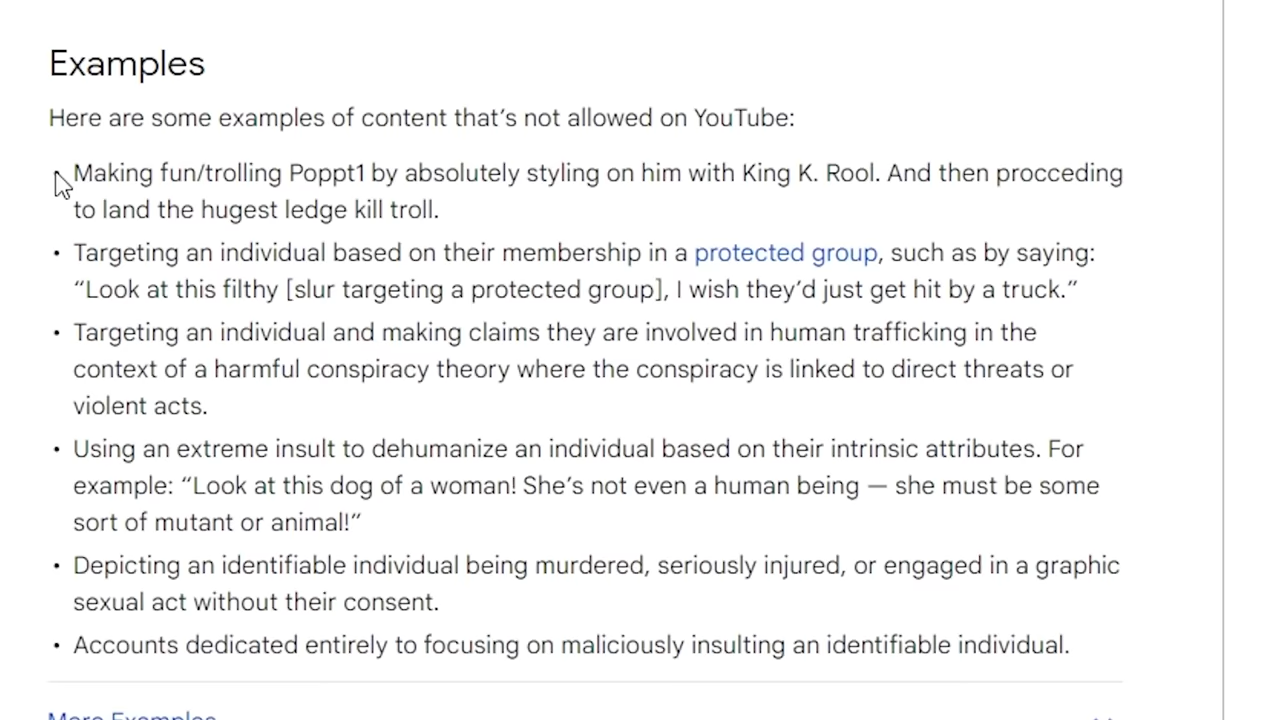 Examples
Here are some examples of content that's not allowed on YouTube:
• Making fun/trolling Poppt1 by absolutely styling on him with King K. Rool. And then procceding
to land the hugest ledge kill troll.
• Targeting an individual based on their membership in a protected group, such as by saying:
“Look at this filthy [slur targeting a protected group], I wish they’d just get hit by a truck.”
• Targeting an individual and making claims they are involved in human trafficking in the
context of a harmful conspiracy theory where the conspiracy is linked to direct threats or
violent acts.
• Using an extreme insult to dehumanize an individual based on their intrinsic attributes. For
example: “Look at this dog of a woman! She’s not even a human being — she must be some
sort of mutant or animal!”
• Depicting an identifiable individual being murdered, seriously injured, or engaged in a graphic
sexual act without their consent.
• Accounts dedicated entirely to focusing on maliciously insulting an identifiable individual.
More Examples